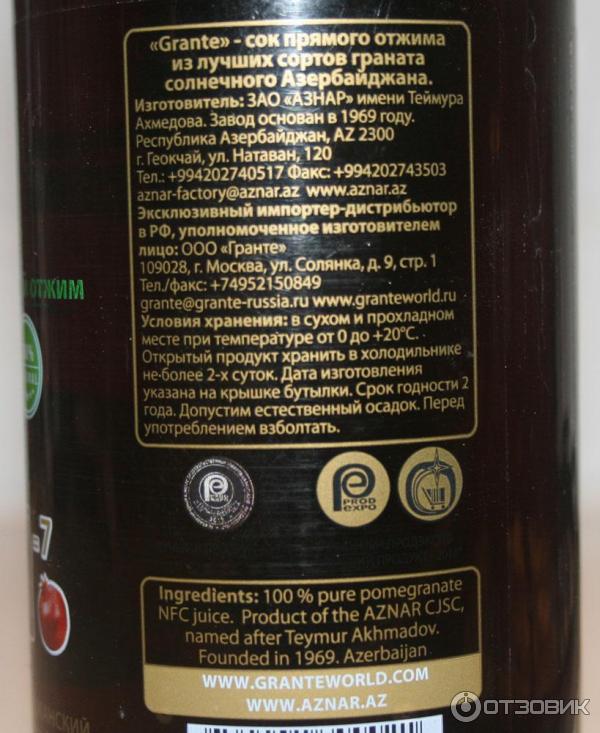 «Grante» - сок прямого отжима
из лучших сортов граната
солнечного Азербайджана.
Изготовитель: ЗАО «АЗНАР» имени Теймура
Ахмедова. Завод основан в 1969 году.
Республика Азербайджан, AZ 2300
г. Геокчай, ул. Натаван, 120
Тел.: +994202740517 Факс: +994202743503
aznar-factory@aznar.az www.aznar.az
Эксклюзивный импортер-дистрибьютор
в РФ, уполномоченное изготовителем
лицо: ООО «Гранте»
109028, г. Москва, ул. Солянка, д. 9, стр. 1
Тел./факс: +74952150849
grante@grante-russia.ru www.granteworld.ru
Условия хранения: в сухом и прохладном
месте при температуре от 0 до +20°С.
Открытый продукт хранить в холодильнике
не более 2-х суток. Дата изготовления
указана на крышке бутылки. Срок годности 2
года. Допустим естественный осадок. Перед
употреблением взболтать.
ОТЖИМ
PROD
EXPO
7
Ingredients: 100 % pure pomegranate
NFC juice. Product of the AZNAR CJSC,
named after Teymur Akhmadov.
Founded in 1969. Azerbaijan
WWW.GRANTEWORLD.COM
WWW.AZNAR.AZ
ОТЗОВИК